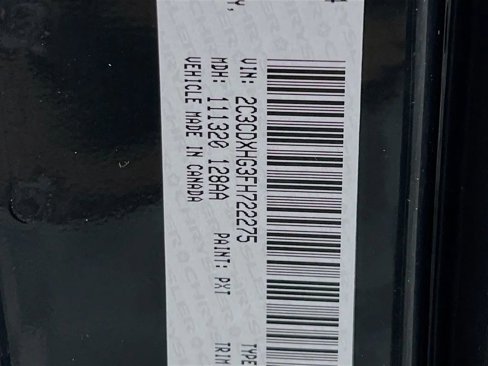 VIN: 2C3CDXHG3FH722275 TYPE
MDH: 111320 128AA PAINT: PXT TRIM
VEHICLE MADE IN CANADA